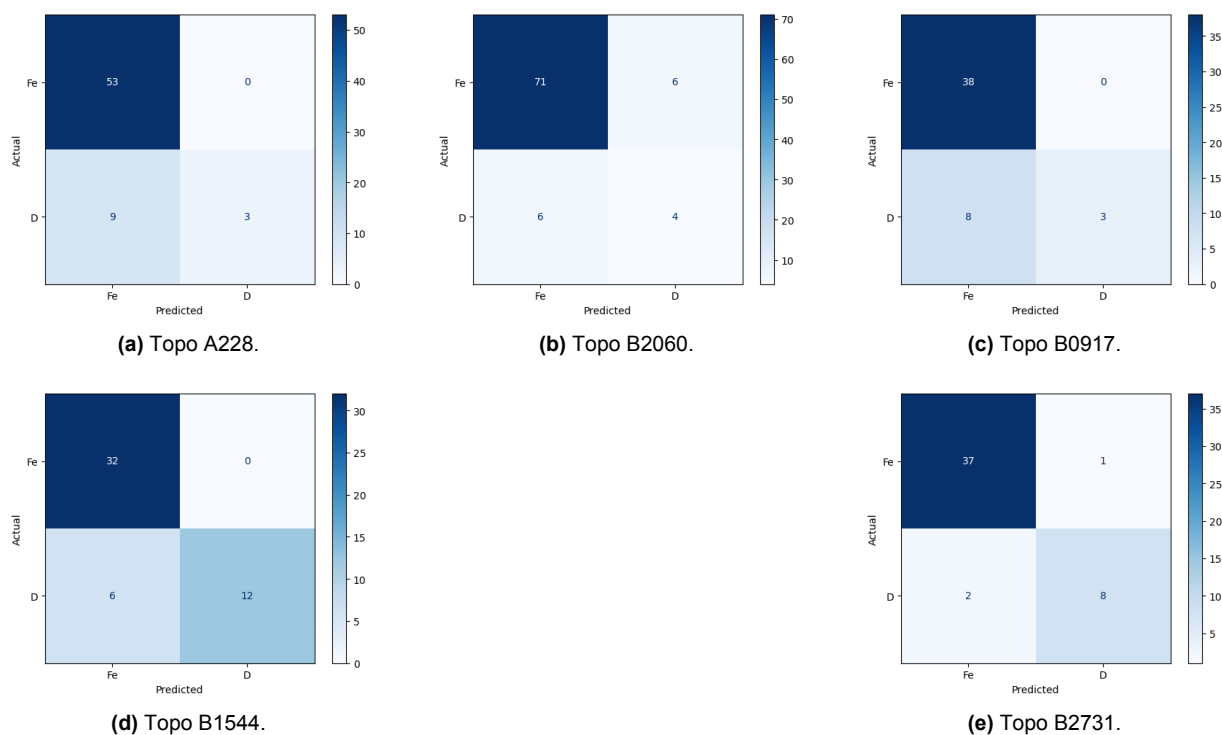 Fe
D
Actual
53
0
9
3
Fe
D
Predicted
50
40
30
20
10
0
(a) Topo A228.
Fe
D
Actual
71
6
6
4
Fe
D
Predicted
70
60
50
40
30
20
10
(b) Topo B2060.
Fe
D
Actual
38
0
8
3
Fe
D
Predicted
35
30
25
20
15
10
5
0
(c) Topo B0917.
Fe
D
Actual
32
0
6
12
Fe
D
Predicted
30
25
20
15
10
5
0
(d) Topo B1544.
Fe
D
Actual
37
1
2
8
Fe
D
Predicted
35
30
25
20
15
10
5
(e) Topo B2731.